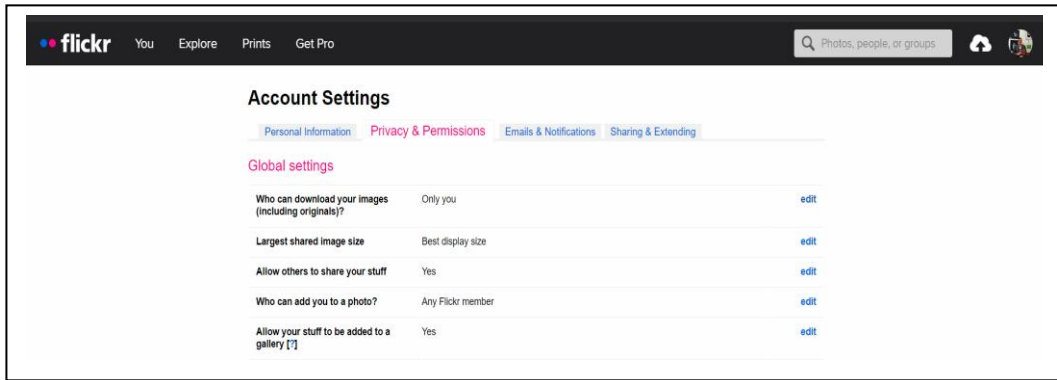 flickr You Explore Prints Get Pro Photos, people, or groups
Account Settings
Personal Information Privacy & Permissions Emails & Notifications Sharing & Extending
Global settings
Who can download your images Only you edit
(including originals)?
Largest shared image size Best display size edit
Allow others to share your stuff Yes edit
Who can add you to a photo? Any Flickr member edit
Allow your stuff to be added to a Yes edit
gallery [?]